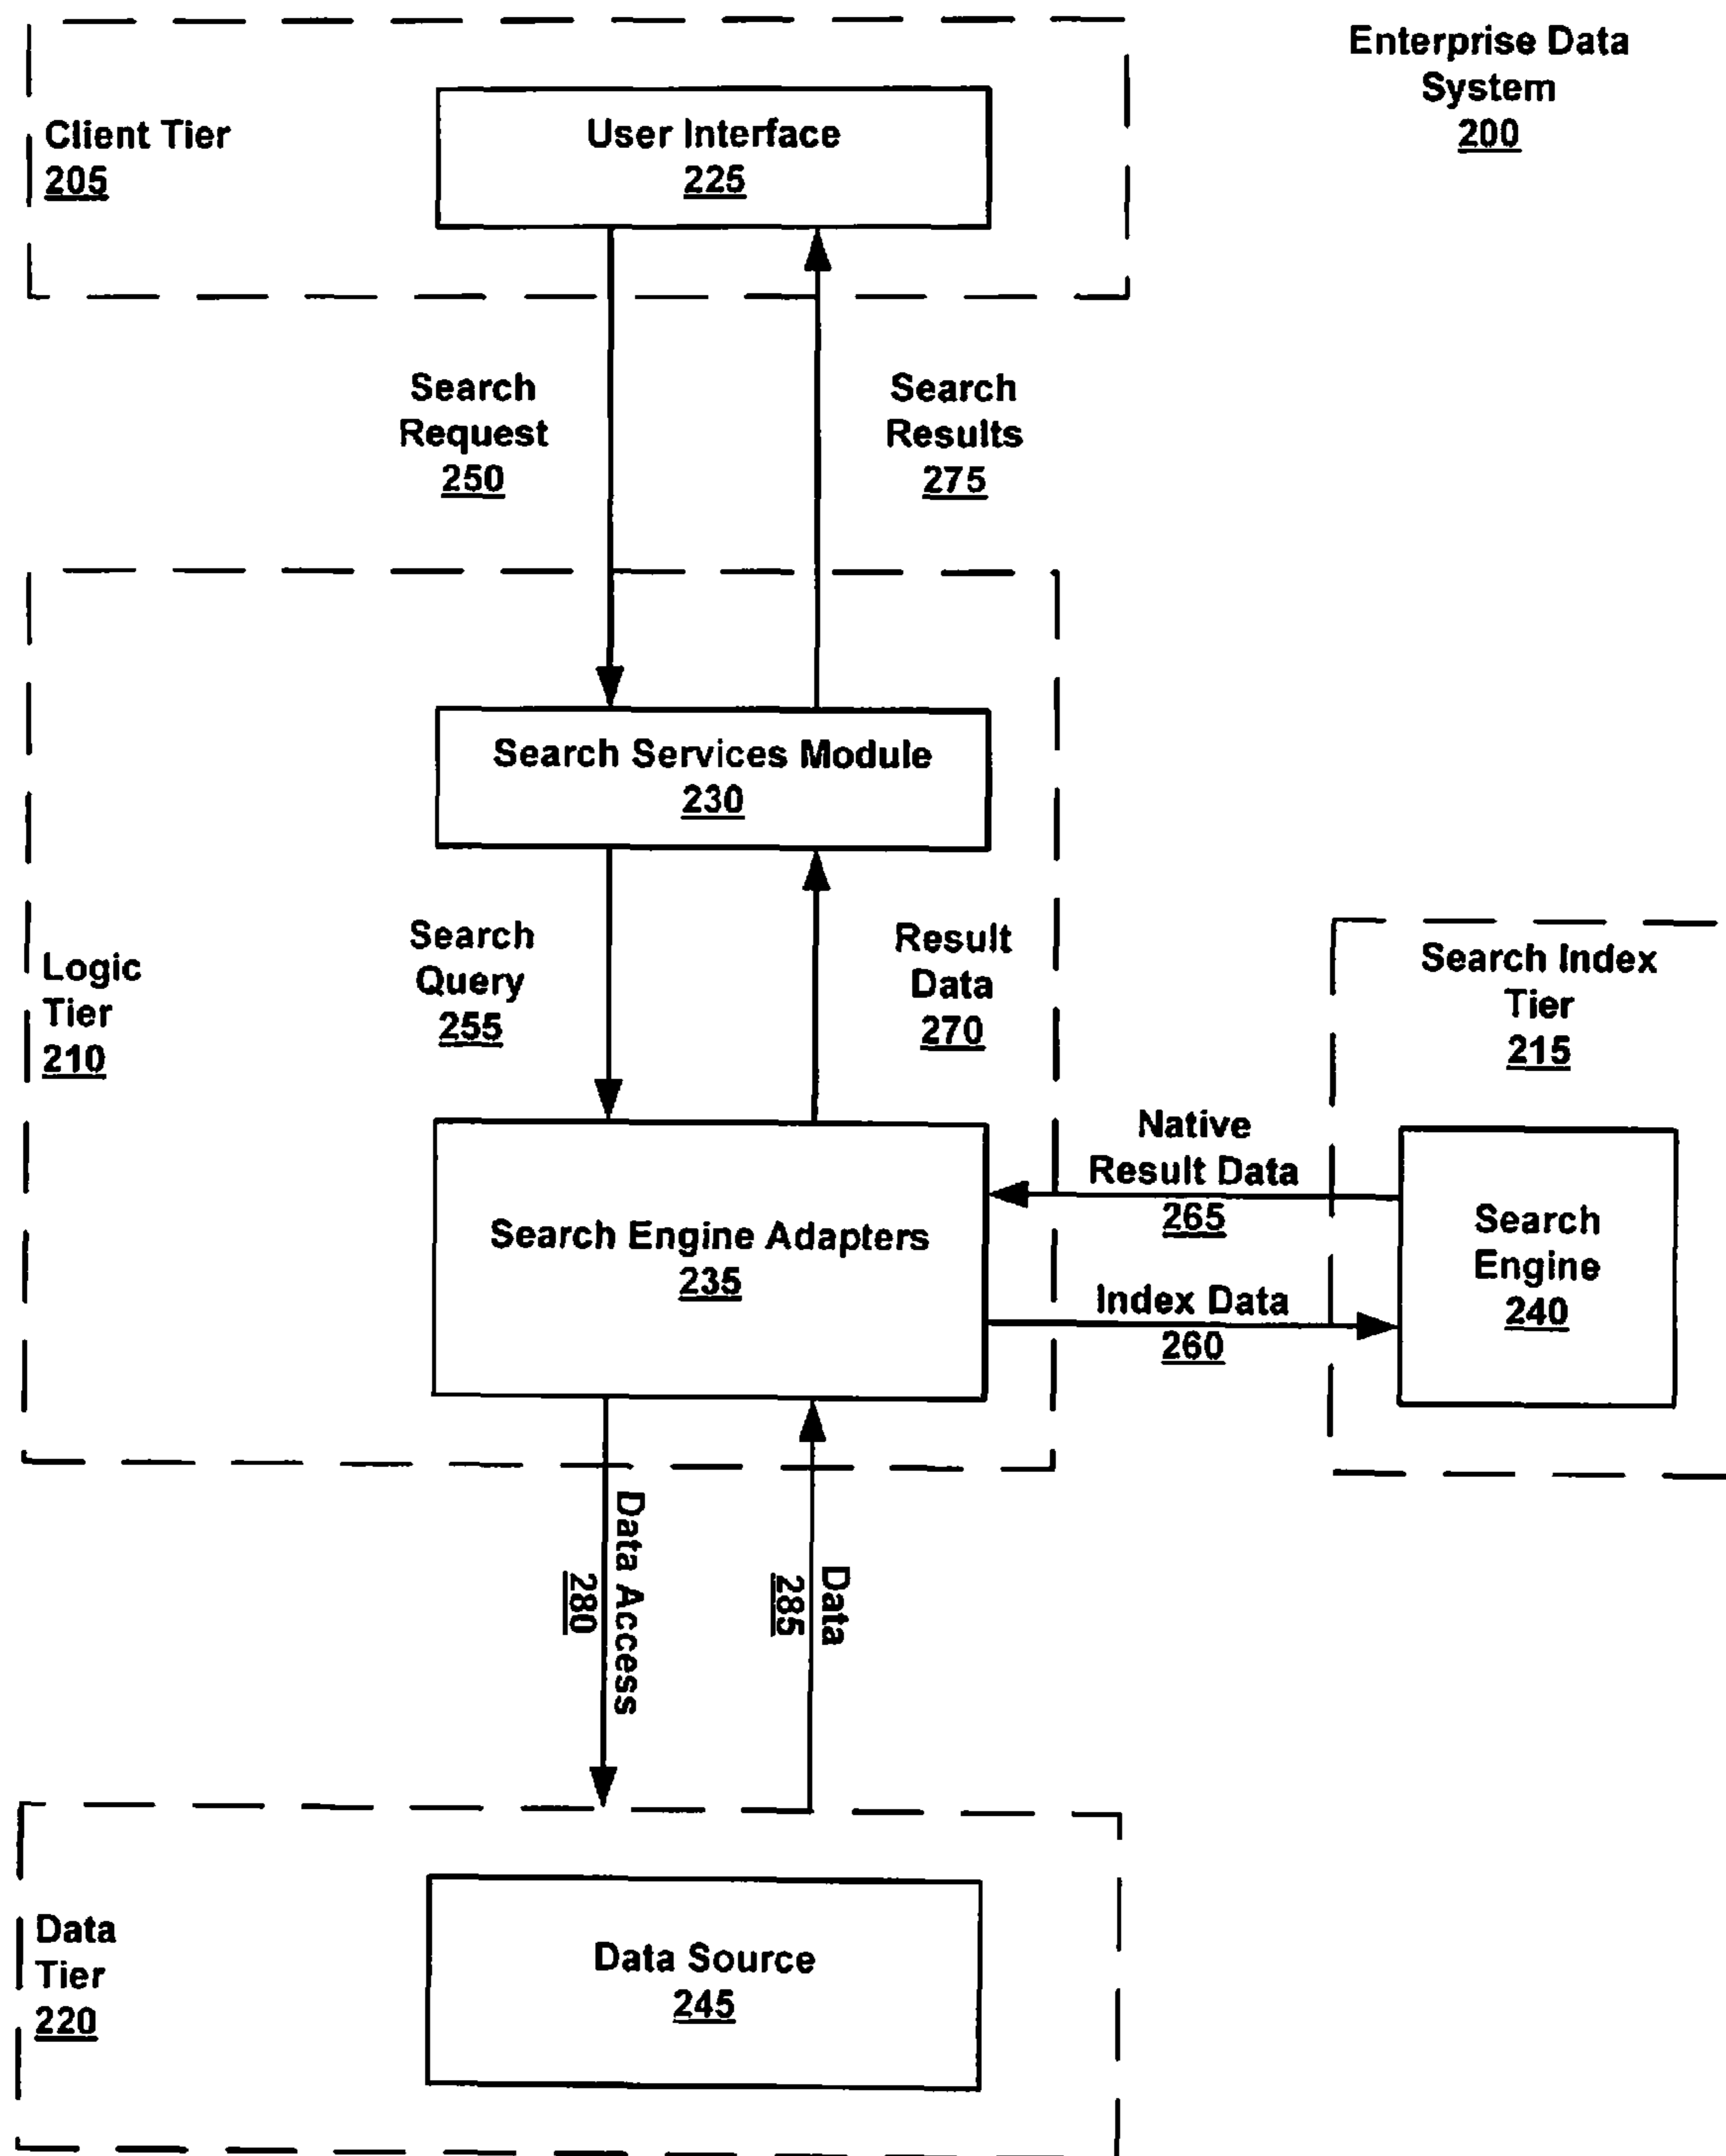 Enterprise Data
System
200
Client Tier
205
User Interface
225
Search
Request
250
Search
Results
275
Search Services Module
230
Logic
Tier
210
Search
Query
255
Result
Data
270
Search Index
Tier
215
Native
Result Data
265
Search Engine Adapters
235
Index Data
260
Search
Engine
240
Data Access
280
Data
285
Data
Tier
220
Data Source
245